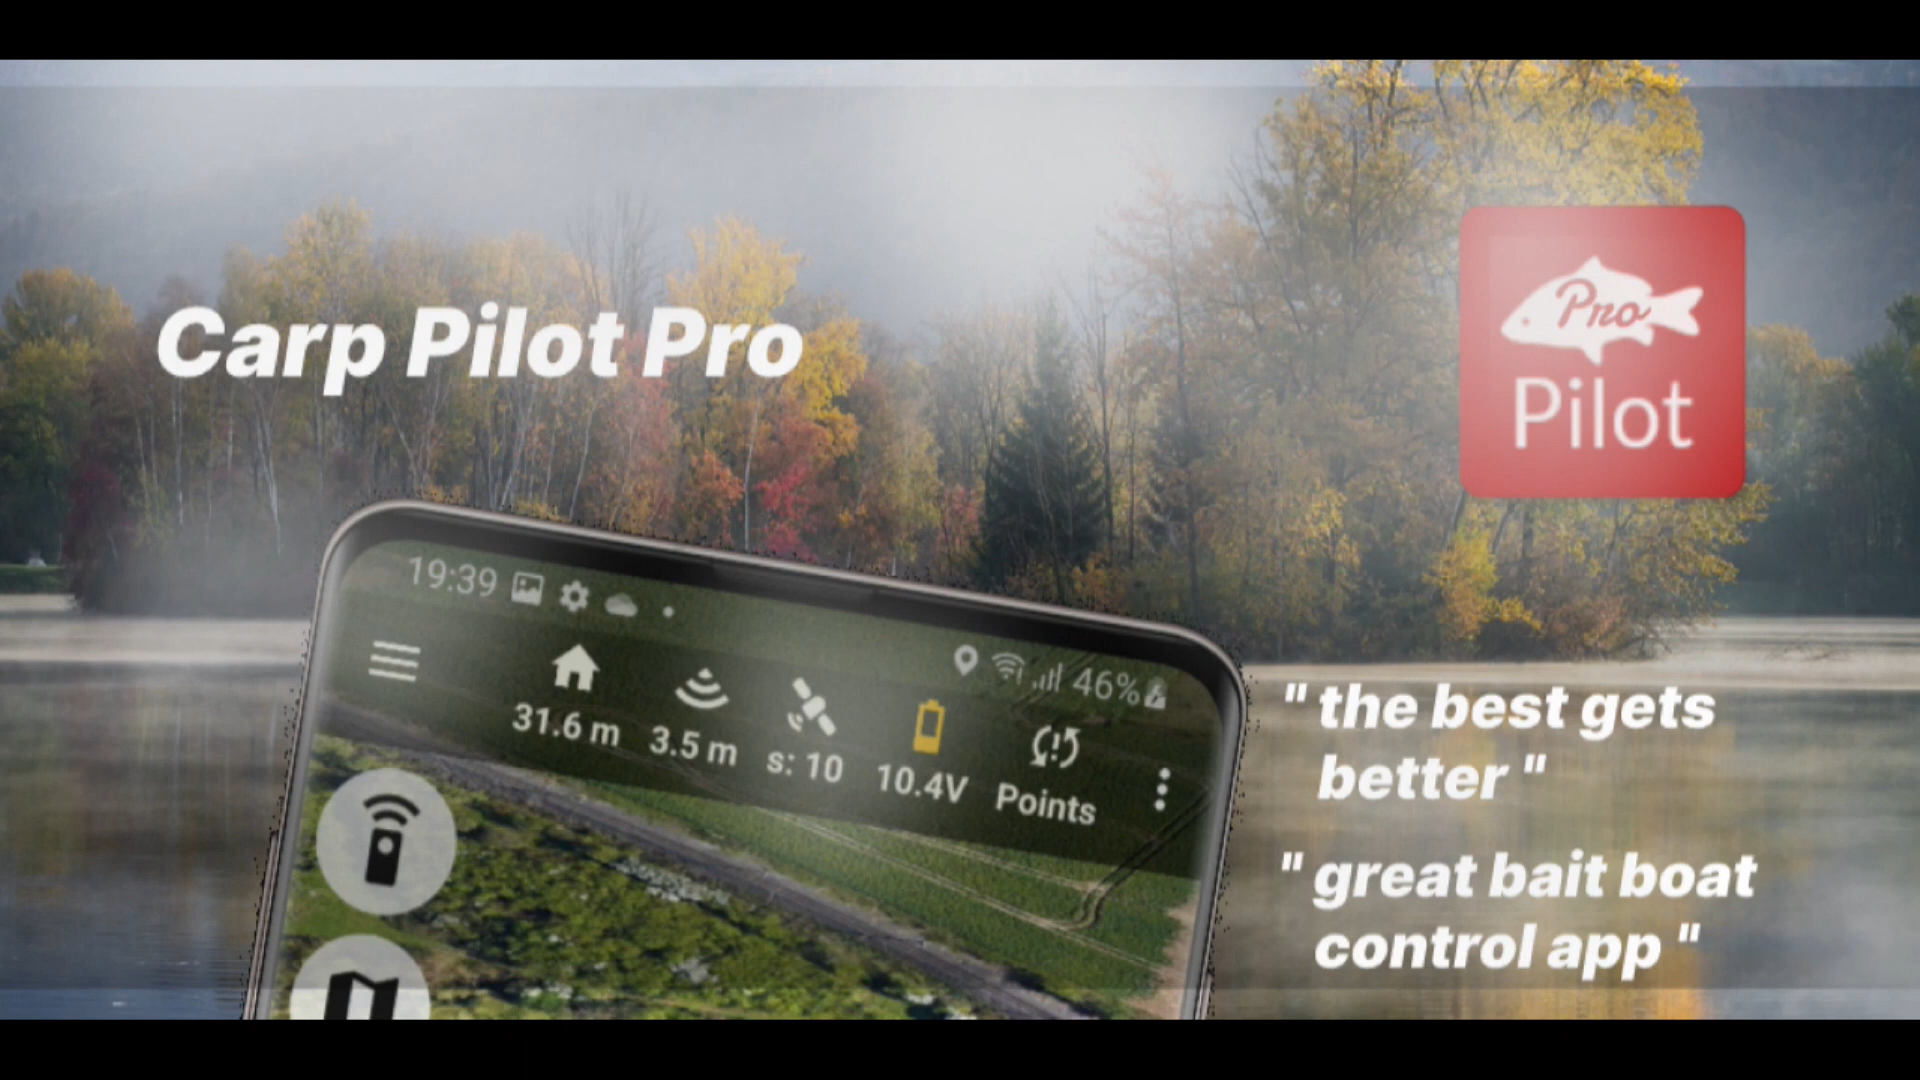 Carp Pilot Pro
Pro
Pilot
19:39
46%
31.6 m
3.5 m
s: 10
10.4V
Points
" the best gets
better "
" great bait boat
control app "